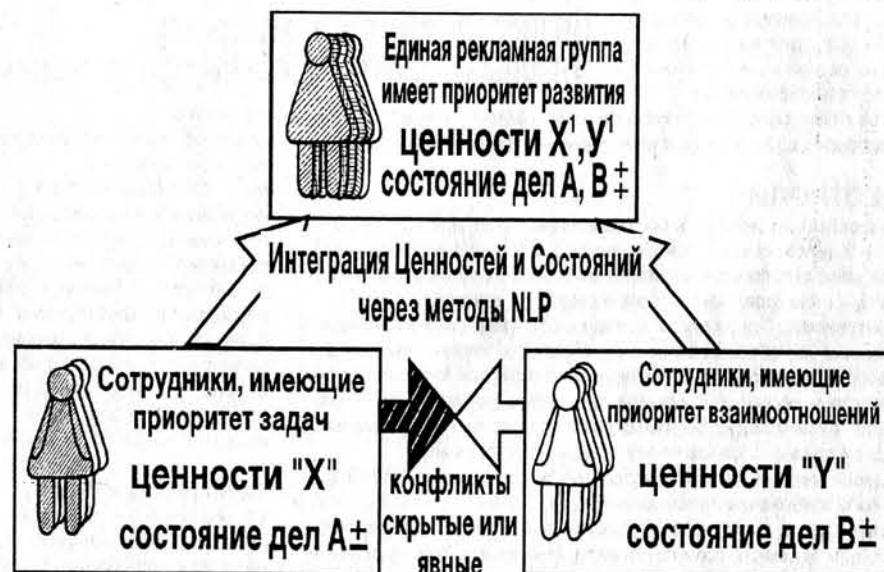 Единая рекламная группа
имеет приоритет развития
ценности X¹, У¹
состояние дел А, В ±
Интеграция Ценностей и Состояний
через методы NLP
Сотрудники, имеющие
приоритет задач
ценности "X"
состояние дел А±
конфликты
скрытые или
явные
Сотрудники, имеющие
приоритет взаимоотношений
ценности "Y"
состояние дел В±